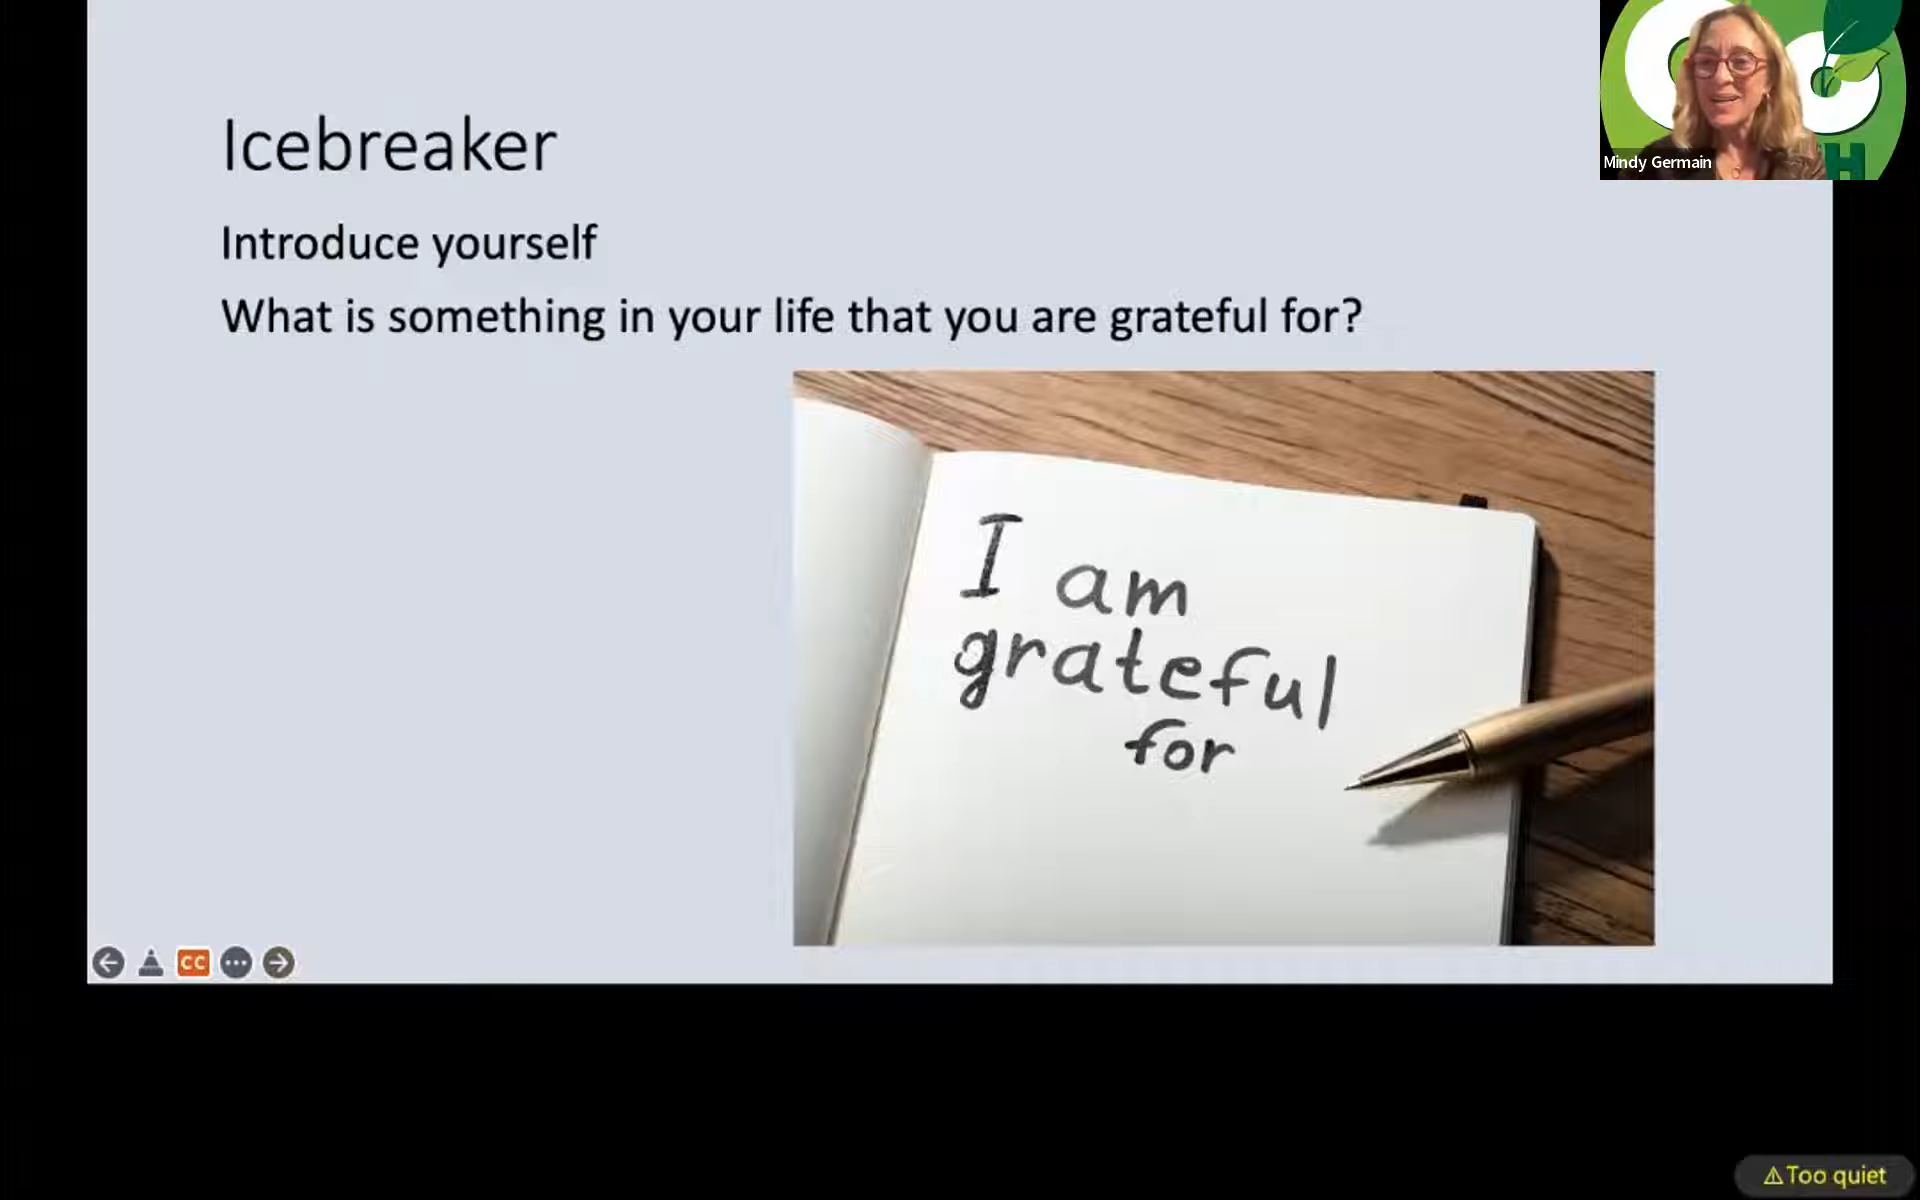 Icebreaker
Introduce yourself
What is something in your life that you are grateful for?
I am
grateful
for
Mindy Germain
H
CC
Too quiet